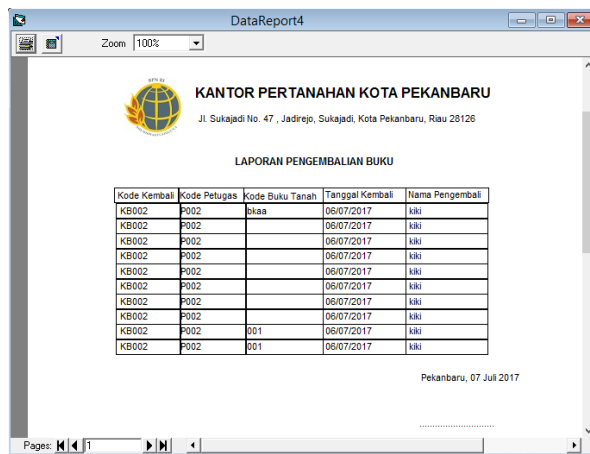 DataReport4
Zoom 100%
BPN RI
KANTOR PERTANAHAN KOTA PEKANBARU
Jl. Sukajadi No. 47 , Jadirejo, Sukajadi, Kota Pekanbaru, Riau 28126
LAPORAN PENGEMBALIAN BUKU
Kode Kembali Kode Petugas Kode Buku Tanah Tanggal Kembali Nama Pengembali
KB002 P002 bkaa 06/07/2017 kiki
KB002 P002 06/07/2017 kiki
KB002 P002 06/07/2017 kiki
KB002 P002 06/07/2017 kiki
KB002 P002 06/07/2017 kiki
KB002 P002 06/07/2017 kiki
KB002 P002 06/07/2017 kiki
KB002 P002 06/07/2017 kiki
KB002 P002 001 06/07/2017 kiki
KB002 P002 001 06/07/2017 kiki
Pekanbaru, 07 Juli 2017
............................
Pages: 1